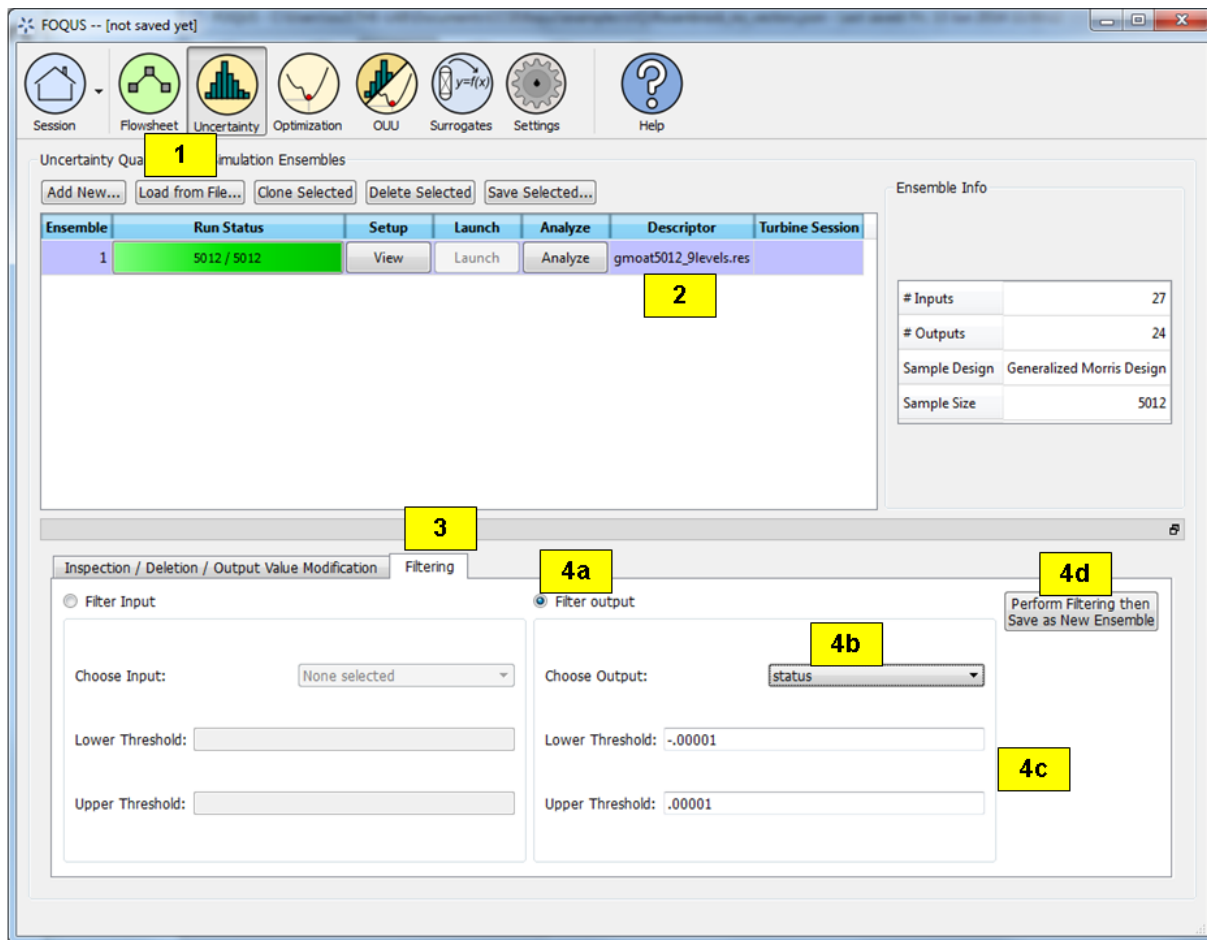 FOQUS -- [not saved yet]
Session
Flowsheet
Uncertainty
Optimization
OUU
y=f(x)
Surrogates
Settings
Help
1
Uncertainty Qua
imulation Ensembles
Add New...
Load from File...
Clone Selected
Delete Selected
Save Selected...
Ensemble Run Status Setup Launch Analyze Descriptor Turbine Session
1 5012 / 5012 View Launch Analyze gmoat5012_9levels.res
2
Ensemble Info
# Inputs 27
# Outputs 24
Sample Design Generalized Morris Design
Sample Size 5012
3
Inspection / Deletion / Output Value Modification
Filtering
4a
4d
Filter Input
Filter output
Perform Filtering then
Save as New Ensemble
4b
Choose Input: None selected
Choose Output: status
Lower Threshold:
Lower Threshold: -.00001
4c
Upper Threshold:
Upper Threshold: .00001